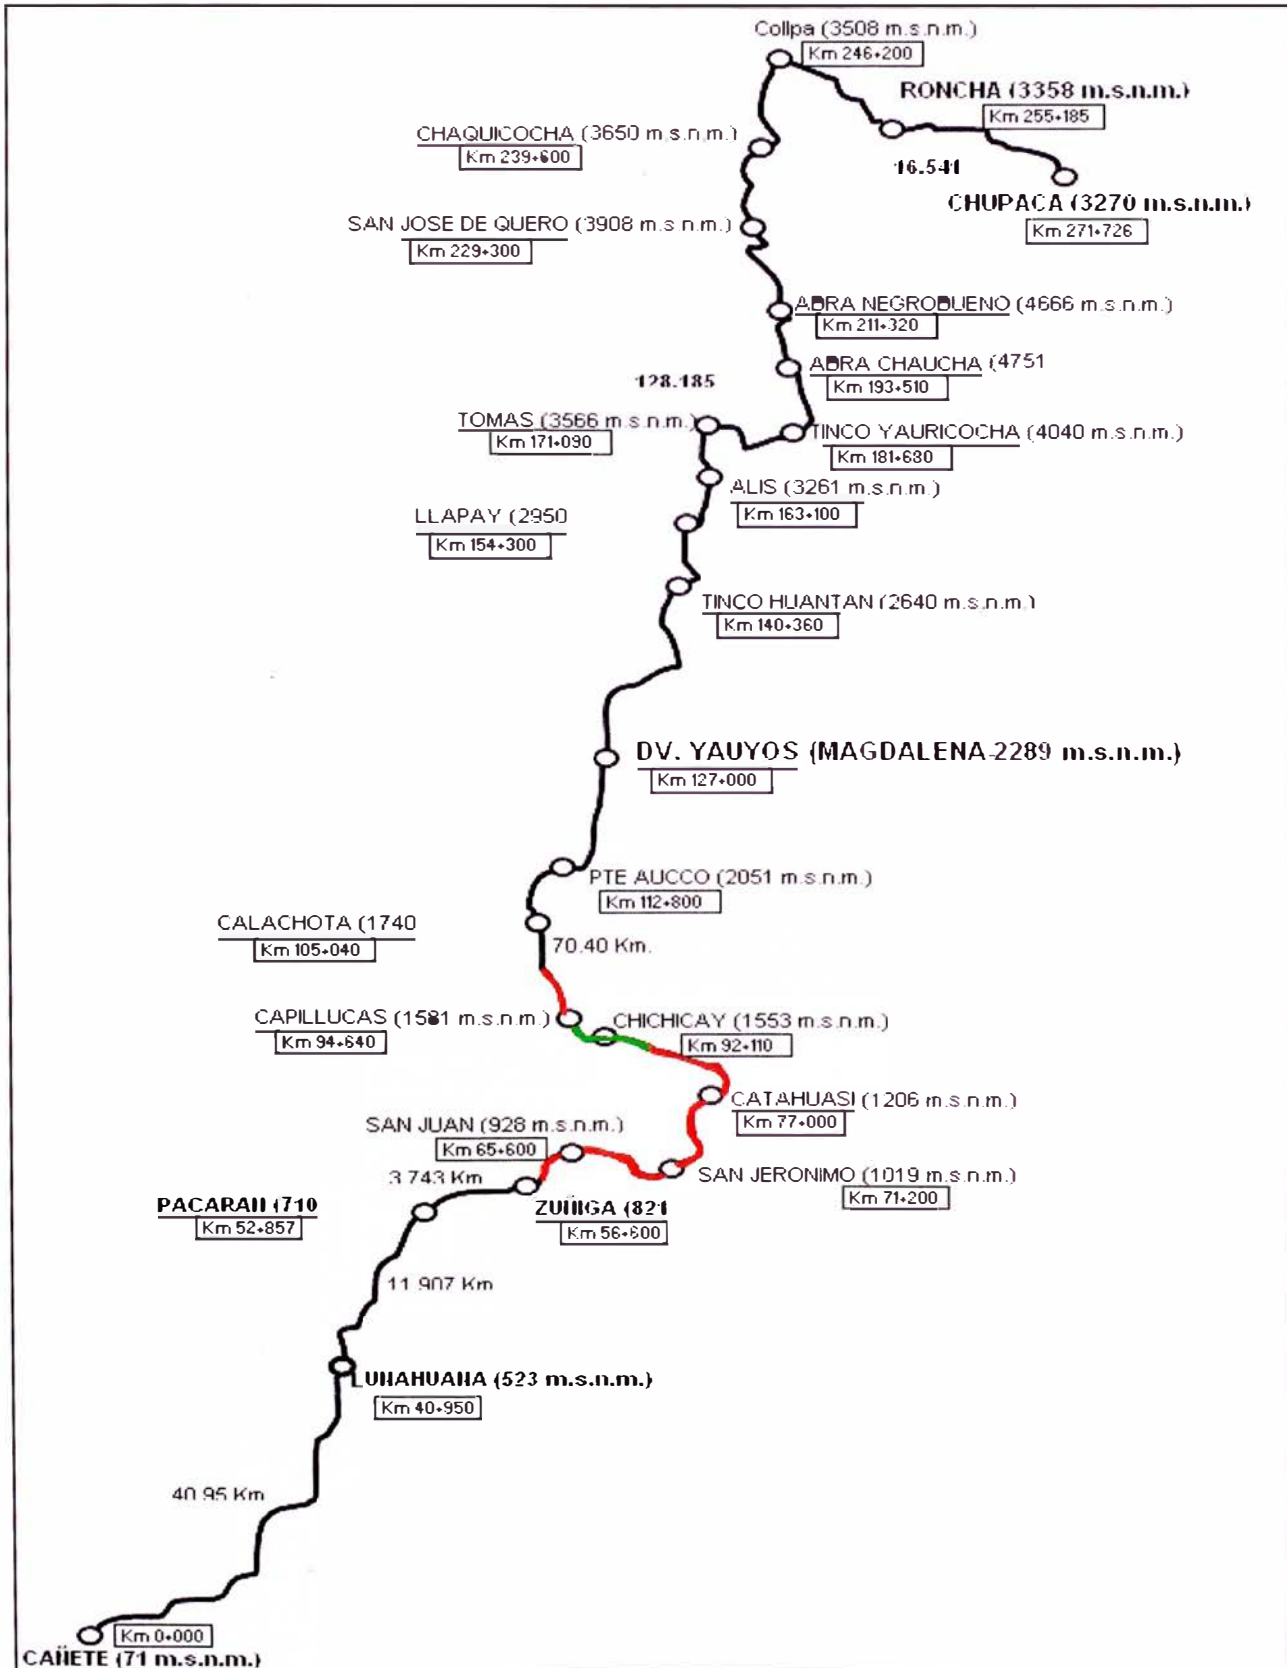 Collpa (3508 m.s.n.m.)
Km 246+200
RONCHA (3358 m.s.n.m.)
Km 255+185
CHAQUICOCHA (3650 m.s.n.m.)
Km 239+600
16.541
CHUPACA (3270 m.s.n.m.)
Km 271+726
SAN JOSE DE QUERO (3908 m.s n.m.)
Km 229+300
ABRA NEGROBUENO (4666 m.s.n.m.)
Km 211+320
ABRA CHAUCHA (4751
Km 193+510
128.185
TOMAS (3566 m.s.n.m.)
Km 171+090
TINCO YAURICOCHA (4040 m.s.n.m.)
Km 181+680
ALIS (3261 m.s.n.m.)
Km 163+100
LLAPAY (2950
Km 154+300
TINCO HUANTAN (2640 m.s.n.m.)
Km 140+360
DV. YAUYOS (MAGDALENA-2289 m.s.n.m.)
Km 127+000
PTE AUCCO (2051 m.s.n.m.)
Km 112+800
CALACHOTA (1740
Km 105+040
70.40 Km.
CAPILLUCAS (1581 m.s.n.m.)
Km 94+640
CHICHICAY (1553 m.s.n.m.)
Km 92+110
CATAHUASI (1206 m.s.n.m.)
Km 77+000
SAN JUAN (928 m.s.n.m.)
Km 65+600
SAN JERONIMO (1019 m.s.n.m.)
Km 71+200
3.743 Km
PACARAN (710
Km 52+857
ZUÑIGA (821
Km 56+600
11.907 Km
LUNAHUANA (523 m.s.n.m.)
Km 40+950
40.95 Km
Km 0+000
CAÑETE (71 m.s.n.m.)